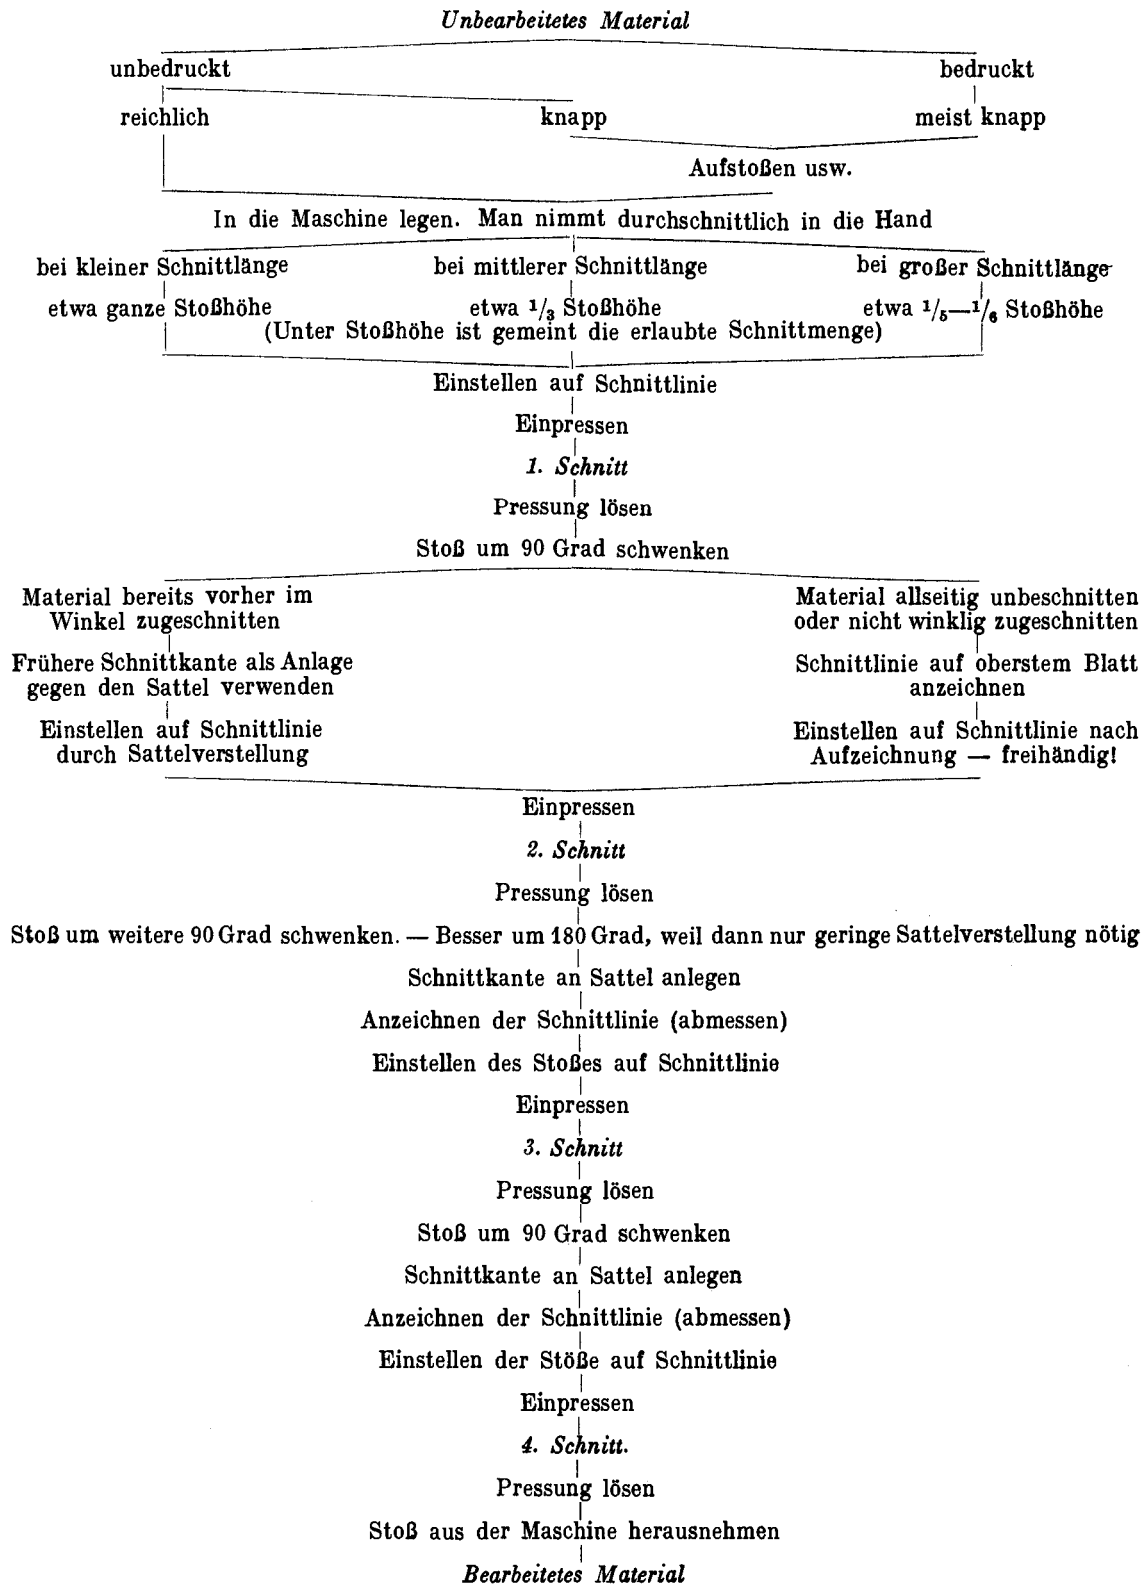 Unbearbeitetes Material
unbedruckt bedruckt
reichlich knapp meist knapp
Aufstoßen usw.
In die Maschine legen. Man nimmt durchschnittlich in die Hand
bei kleiner Schnittlänge bei mittlerer Schnittlänge bei großer Schnittlänge
etwa ganze Stoßhöhe etwa 1/3 Stoßhöhe etwa 1/5—1/6 Stoßhöhe
(Unter Stoßhöhe ist gemeint die erlaubte Schnittmenge)
Einstellen auf Schnittlinie
Einpressen
1. Schnitt
Pressung lösen
Stoß um 90 Grad schwenken
Material bereits vorher im
Winkel zugeschnitten
Frühere Schnittkante als Anlage
gegen den Sattel verwenden
Einstellen auf Schnittlinie
durch Sattelverstellung
Material allseitig unbeschnitten
oder nicht winklig zugeschnitten
Schnittlinie auf oberstem Blatt
anzeichnen
Einstellen auf Schnittlinie nach
Aufzeichnung — freihändig!
Einpressen
2. Schnitt
Pressung lösen
Stoß um weitere 90 Grad schwenken. — Besser um 180 Grad, weil dann nur geringe Sattelverstellung nötig
Schnittkante an Sattel anlegen
Anzeichnen der Schnittlinie (abmessen)
Einstellen des Stoßes auf Schnittlinie
Einpressen
3. Schnitt
Pressung lösen
Stoß um 90 Grad schwenken
Schnittkante an Sattel anlegen
Anzeichnen der Schnittlinie (abmessen)
Einstellen der Stöße auf Schnittlinie
Einpressen
4. Schnitt.
Pressung lösen
Stoß aus der Maschine herausnehmen
Bearbeitetes Material